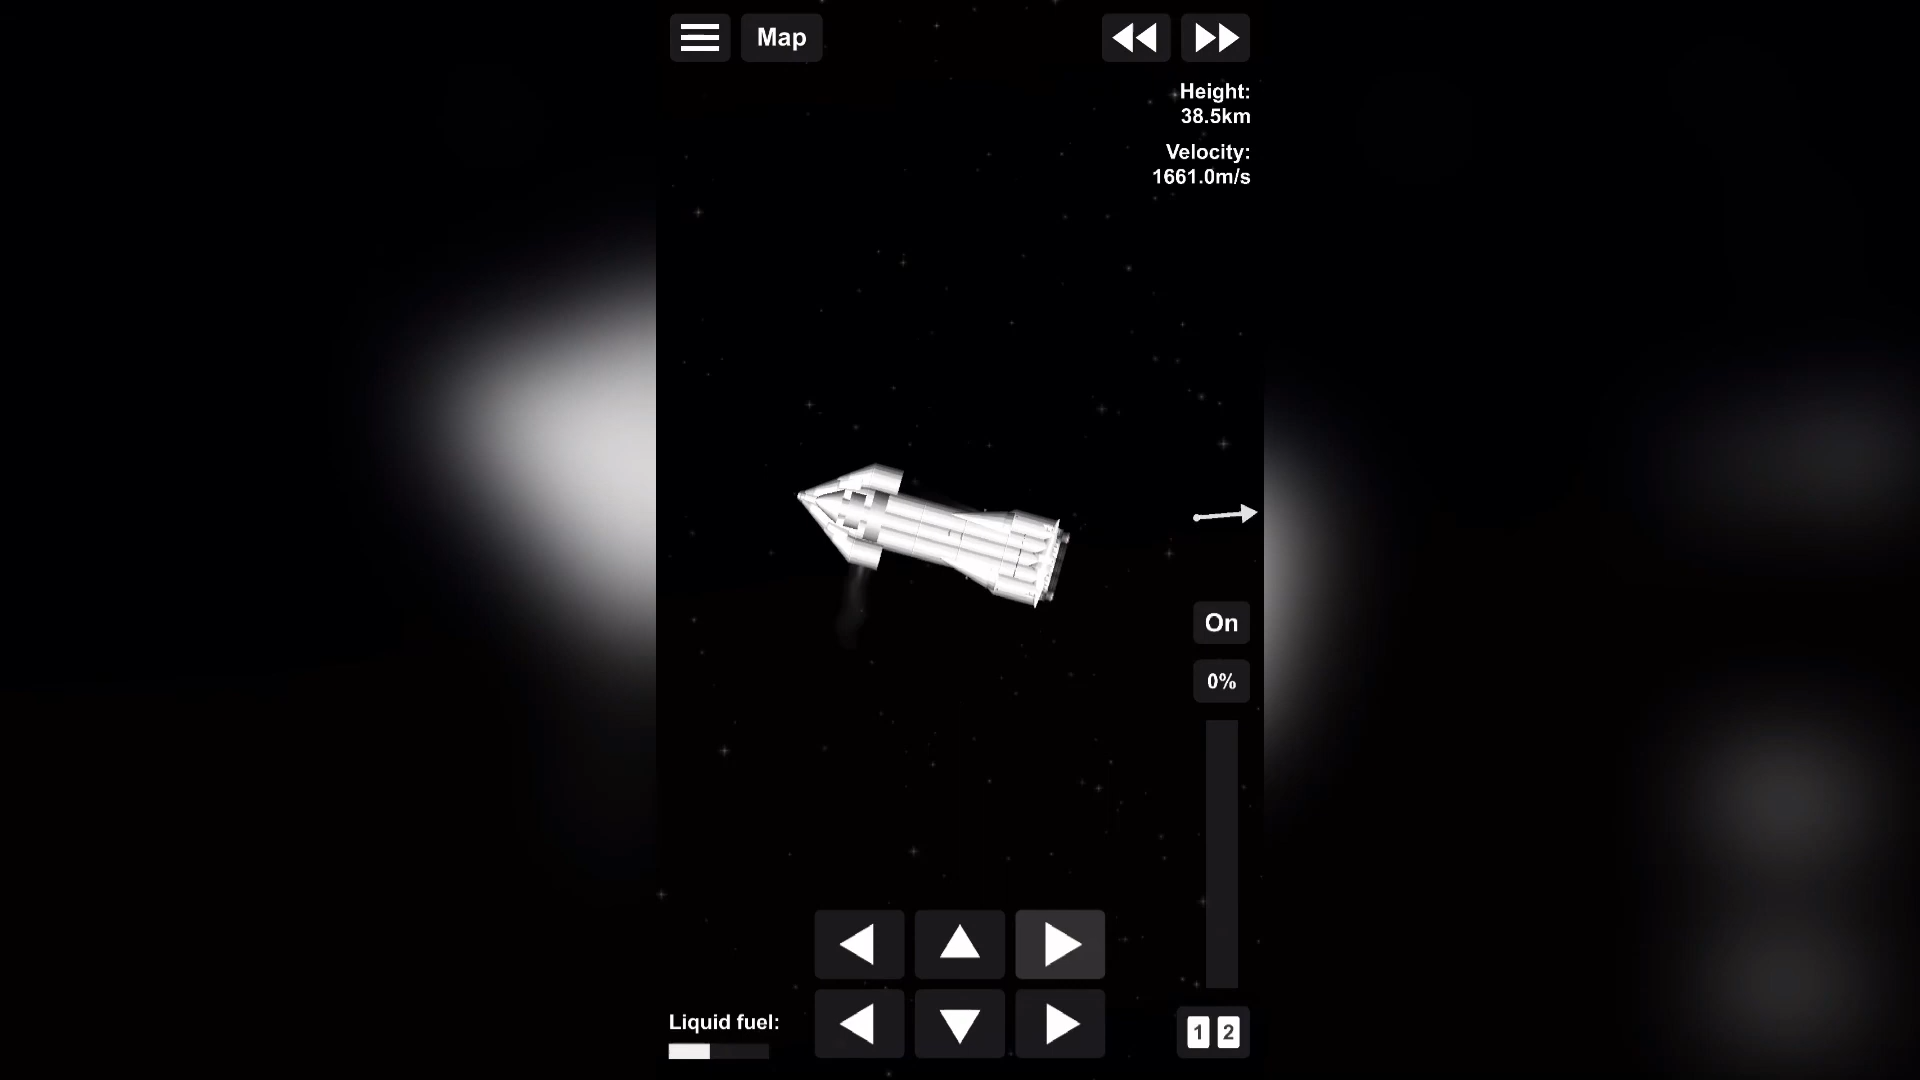 Map
Height:
38.5km
Velocity:
1661.0m/s
On
0%
Liquid fuel:
1 2